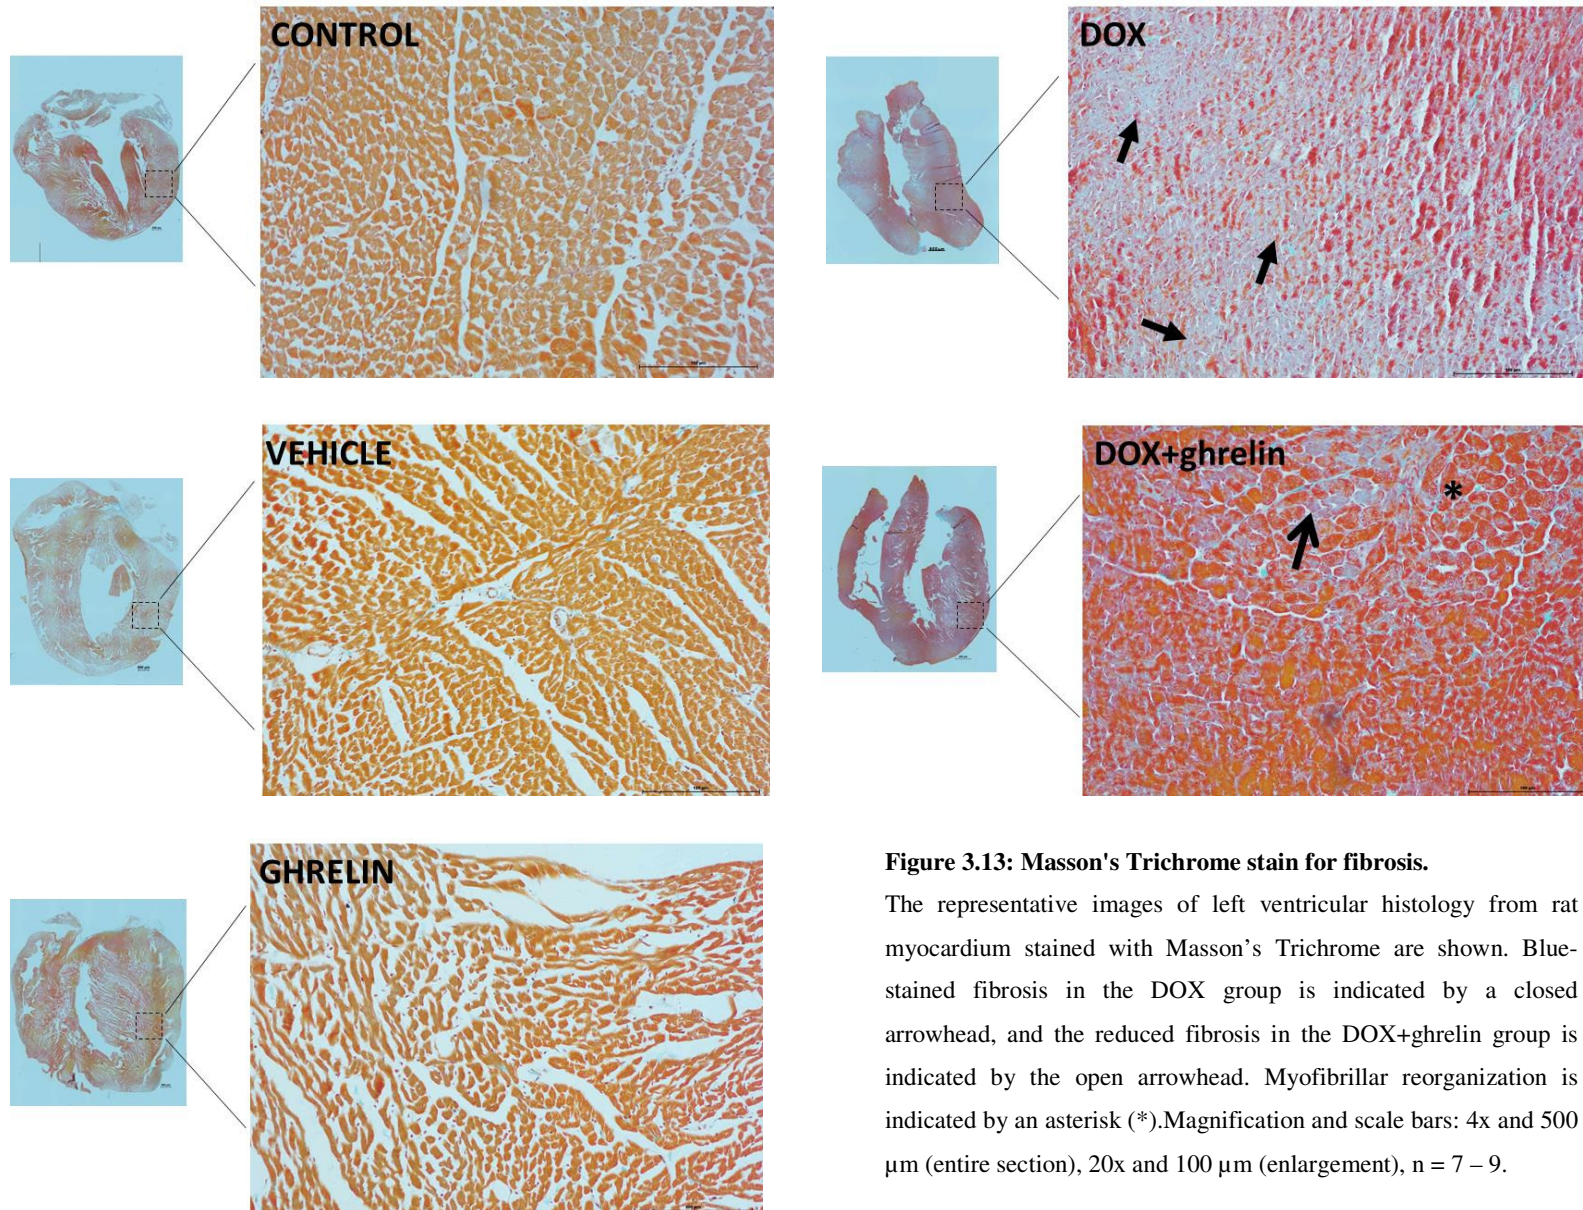 CONTROL
DOX
VEHICLE
DOX+ghrelin
*
GHRELIN
Figure 3.13: Masson's Trichrome stain for fibrosis.
The representative images of left ventricular histology from rat
myocardium stained with Masson’s Trichrome are shown. Blue-
stained fibrosis in the DOX group is indicated by a closed
arrowhead, and the reduced fibrosis in the DOX+ghrelin group is
indicated by the open arrowhead. Myofibrillar reorganization is
indicated by an asterisk (*).Magnification and scale bars: 4x and 500
µm (entire section), 20x and 100 µm (enlargement), n = 7 – 9.